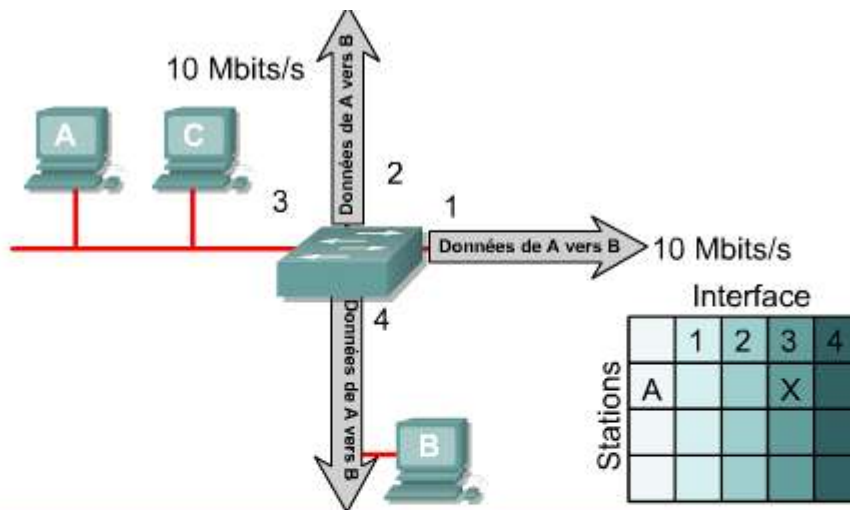 10 Mbits/s
Données de A vers B
A
C
2
3
1
Données de A vers B
10 Mbits/s
4
Données de A vers B
B
Interface
1 2 3 4
Stations
A X